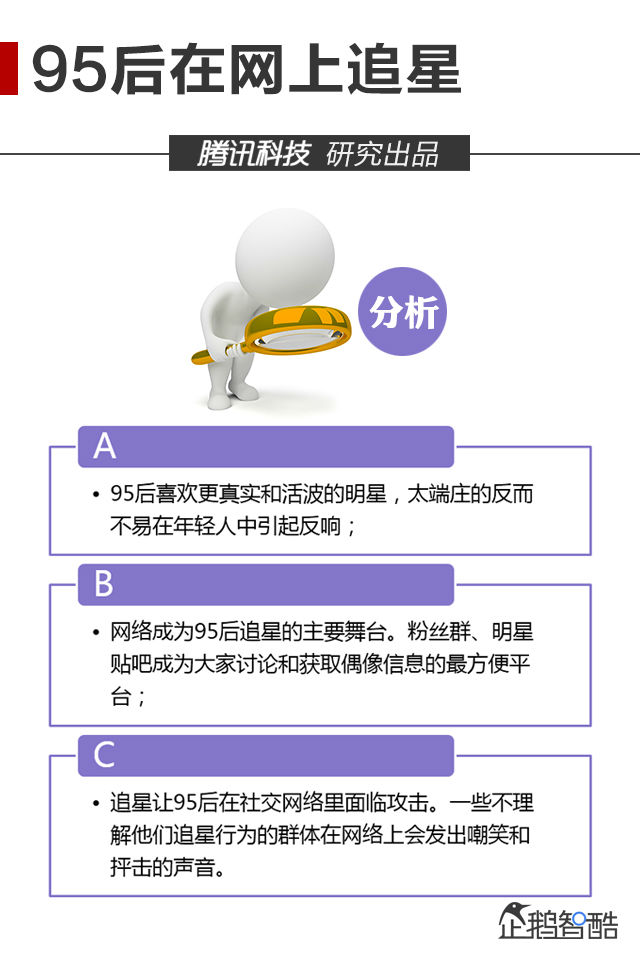 95后在网上追星
腾讯科技 研究出品
分析
A
• 95后喜欢更真实和活波的明星，太端庄的反而
不易在年轻人中引起反响；
B
• 网络成为95后追星的主要舞台。粉丝群、明星
贴吧成为大家讨论和获取偶像信息的最方便平
台；
C
• 追星让95后在社交网络里面临攻击。一些不理
解他们追星行为的群体在网络上会发出嘲笑和
抨击的声音。
企鹅智酷